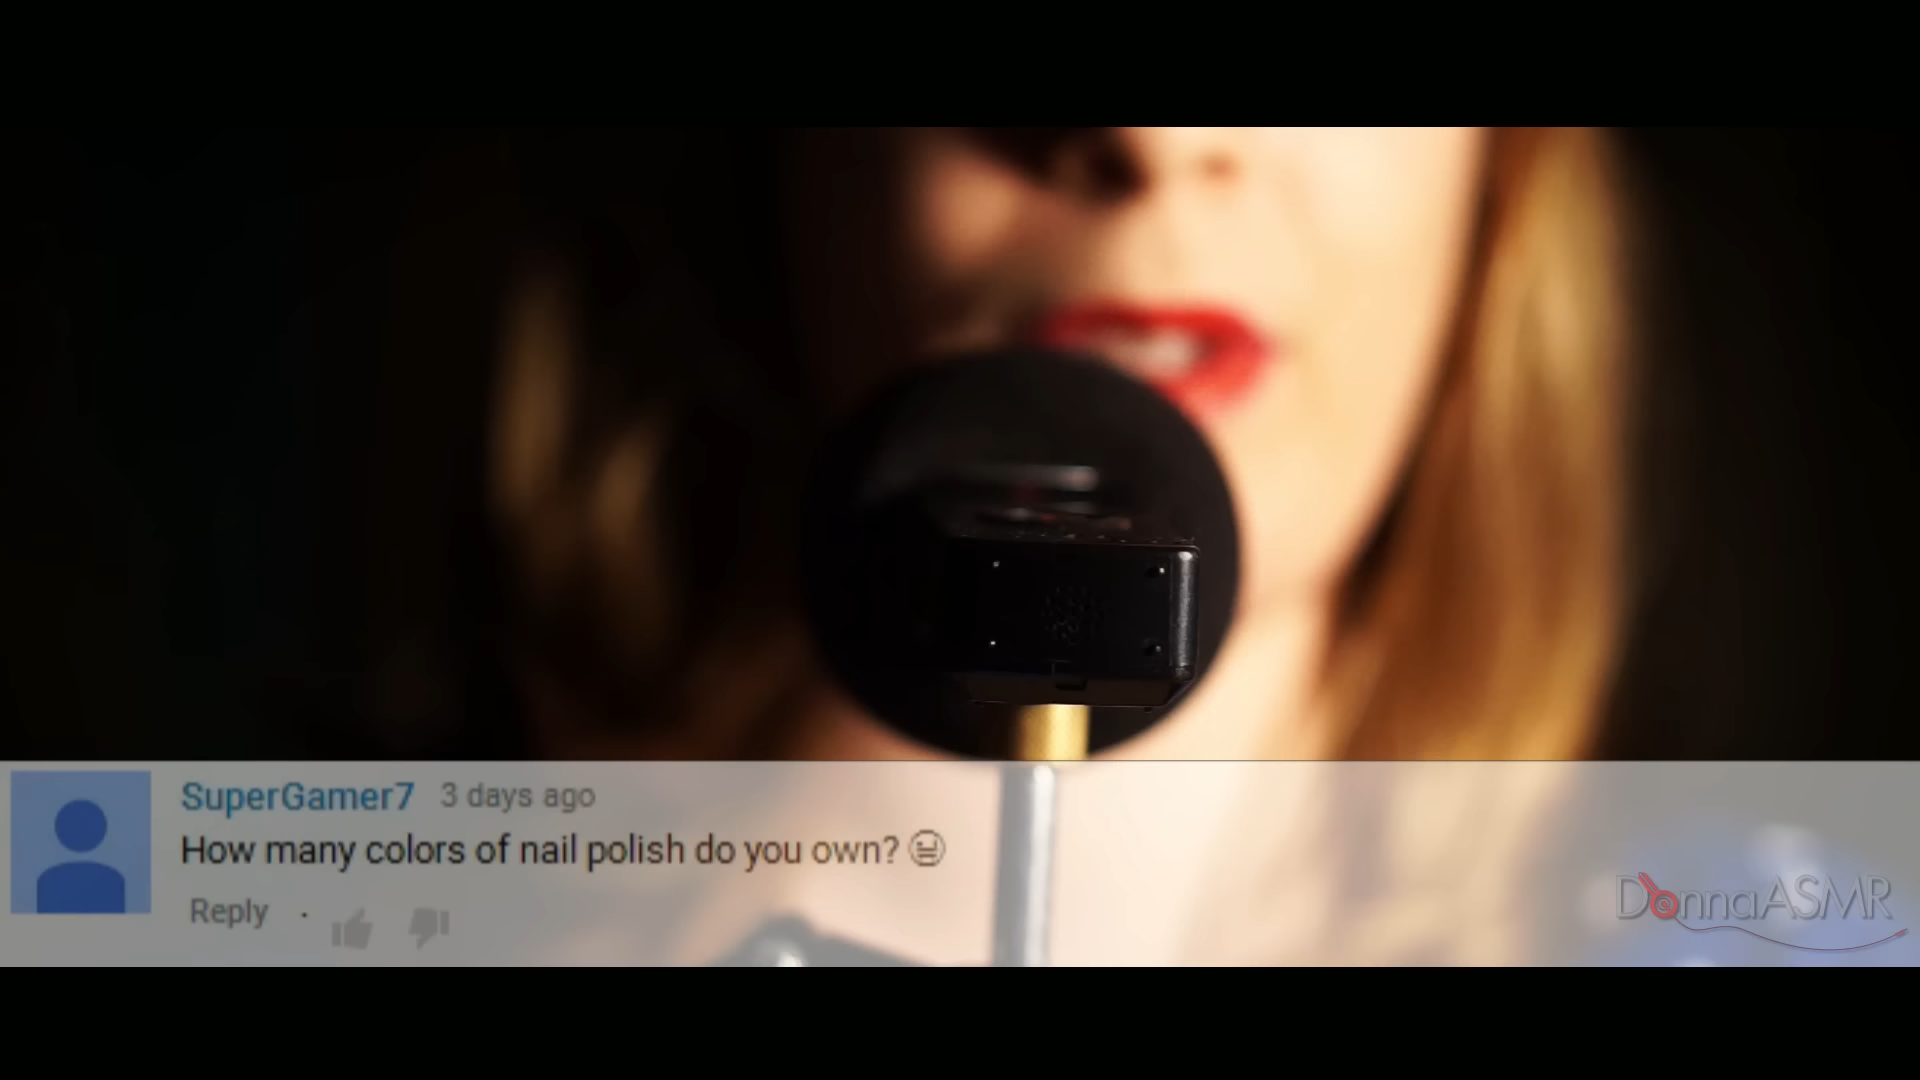 SuperGamer7 3 days ago
How many colors of nail polish do you own? 😃
Reply ·
DonnaASMR